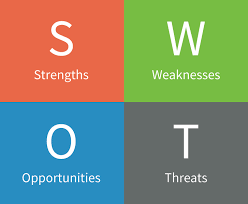 S
Strengths
W
Weaknesses
O
Opportunities
T
Threats